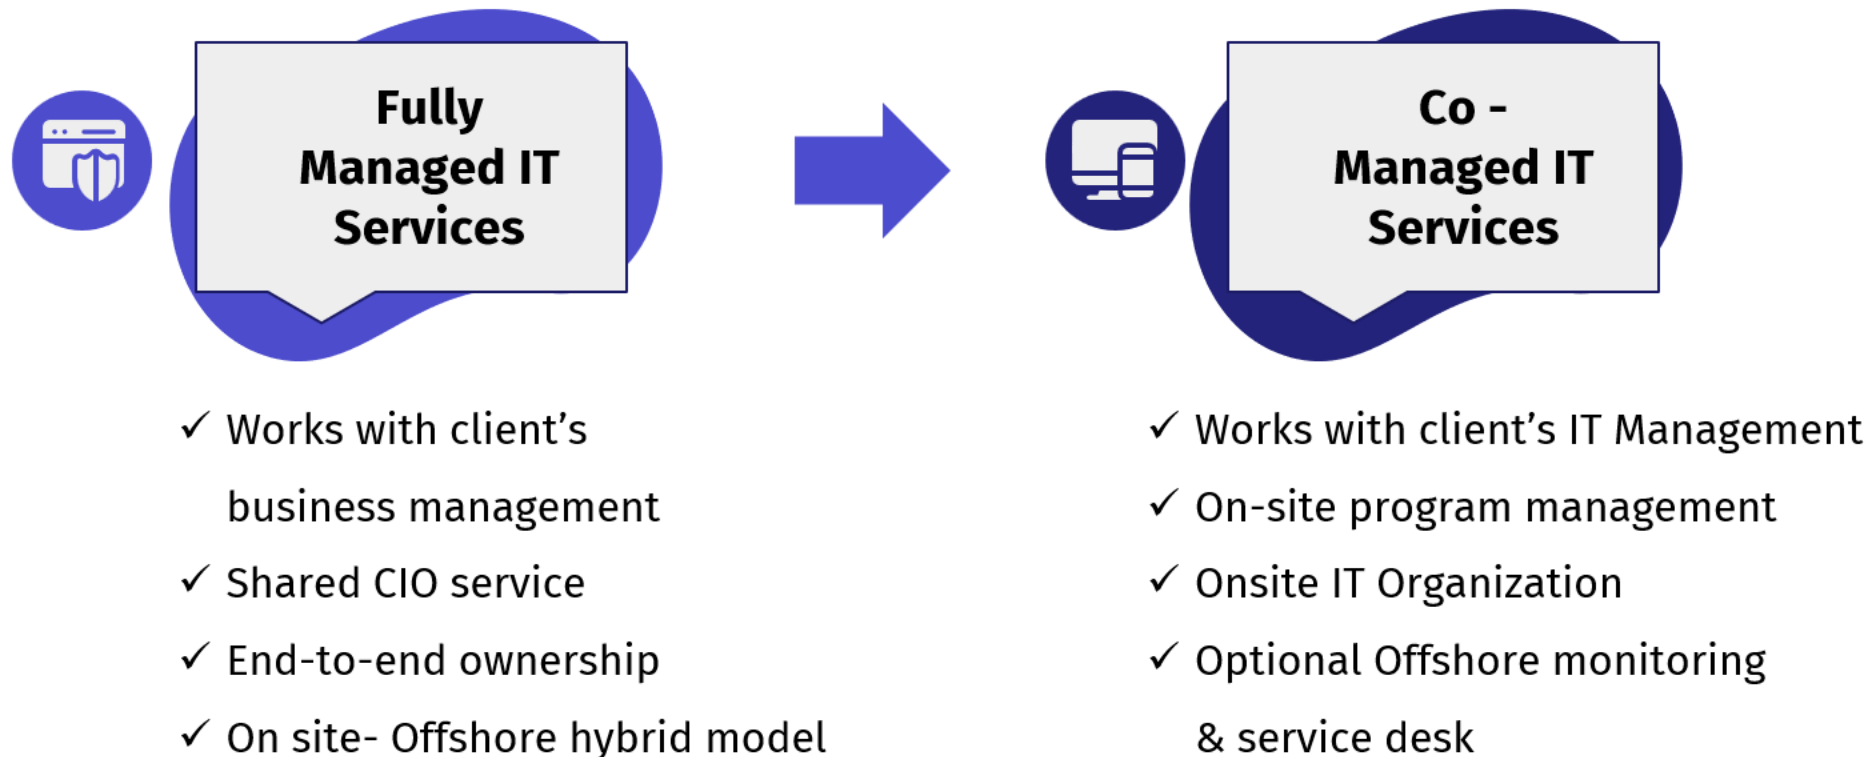 Fully
Managed IT
Services
Co -
Managed IT
Services
✓ Works with client’s
business management
✓ Shared CIO service
✓ End-to-end ownership
✓ On site- Offshore hybrid model
✓ Works with client’s IT Management
✓ On-site program management
✓ Onsite IT Organization
✓ Optional Offshore monitoring
& service desk